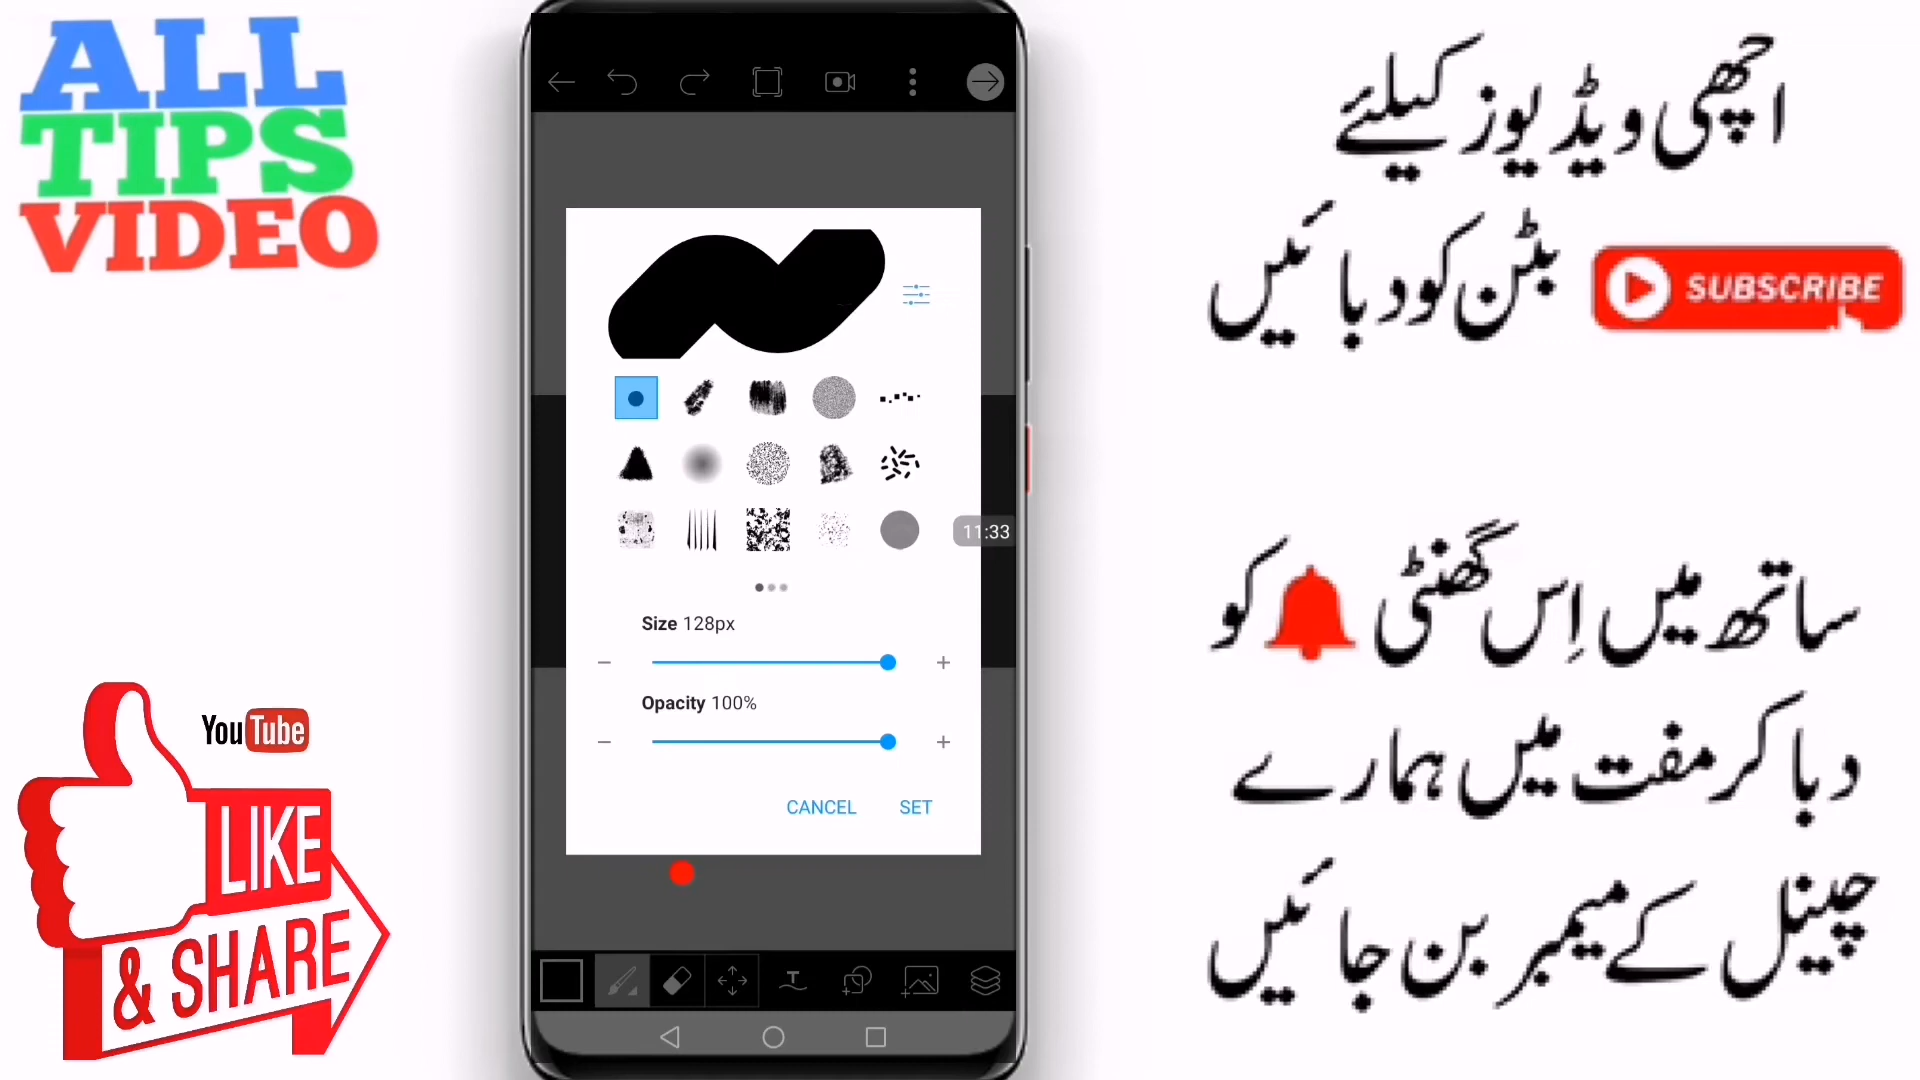 ALL
TIPS
VIDEO
اچھی ویڈیوز کیلئے
SUBSCRIBE بٹن کو دبائیں
11:33
Size 128px
Opacity 100%
CANCEL SET
ساتھ میں اِس گھنٹی کو
دبا کر مفت میں ہمارے
چینل کے میمبر بن جائیں
YouTube
LIKE
& SHARE
T